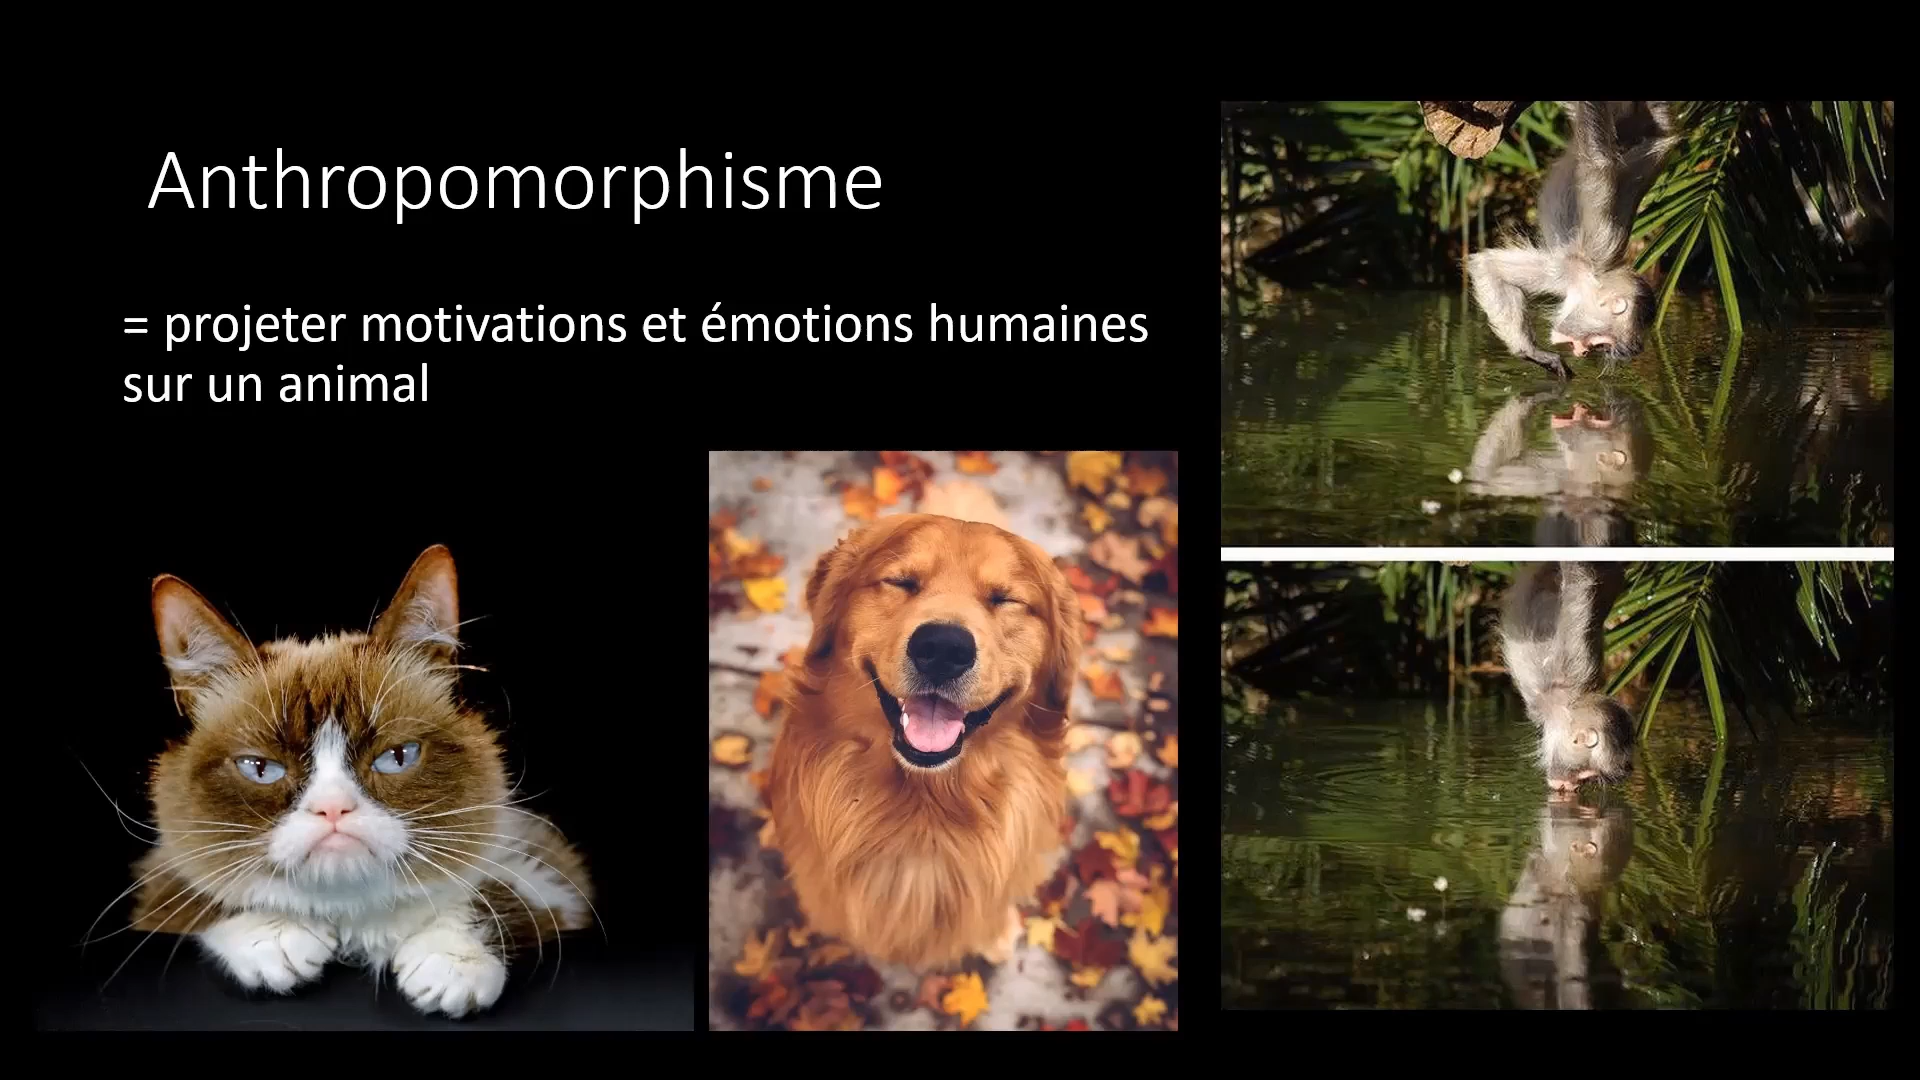 Anthropomorphisme
= projeter motivations et émotions humaines
sur un animal